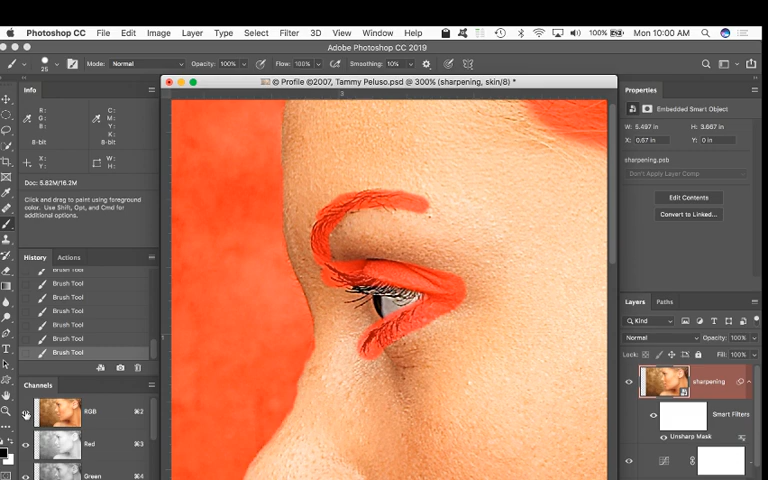 Photoshop CC File Edit Image Layer Type Select Filter 3D View Window Help 100% Mon 10:00 AM
Adobe Photoshop CC 2019
25 Mode: Normal Opacity: 100% Flow: 100% Smoothing: 10%
© Profile ©2007, Tammy Peluso.psd @ 300% (sharpening, skin/8) *
Info
R: C:
G: M:
B: Y:
K:
8-bit 8-bit
X: W:
Y: H:
Doc: 5.82M/16.2M
Click and drag to paint using foreground
color. Use Shift, Opt, and Cmd for
additional options.
History Actions
Brush Tool
Brush Tool
Brush Tool
Brush Tool
Brush Tool
Brush Tool
Brush Tool
Channels
RGB ⌘2
Red ⌘3
Green ⌘4
3
Properties
Embedded Smart Object
W: 5.497 in H: 3.667 in
X: 0.67 in Y: 0 in
sharpening.psb
Don't Apply Layer Comp
Edit Contents
Convert to Linked...
Layers Paths
Kind
Normal Opacity: 100%
Lock: Fill: 100%
sharpening
Smart Filters
Unsharp Mask